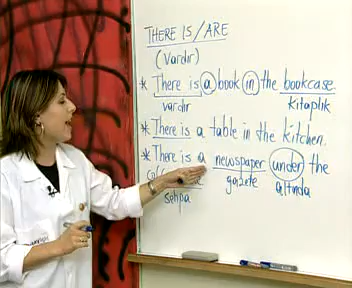 THERE IS/ARE
(Vardır)
* There is a book in the bookcase
vardır kitaplık
* There is a table in the kitchen.
* There is a newspaper under the
gazete altında
sehpa